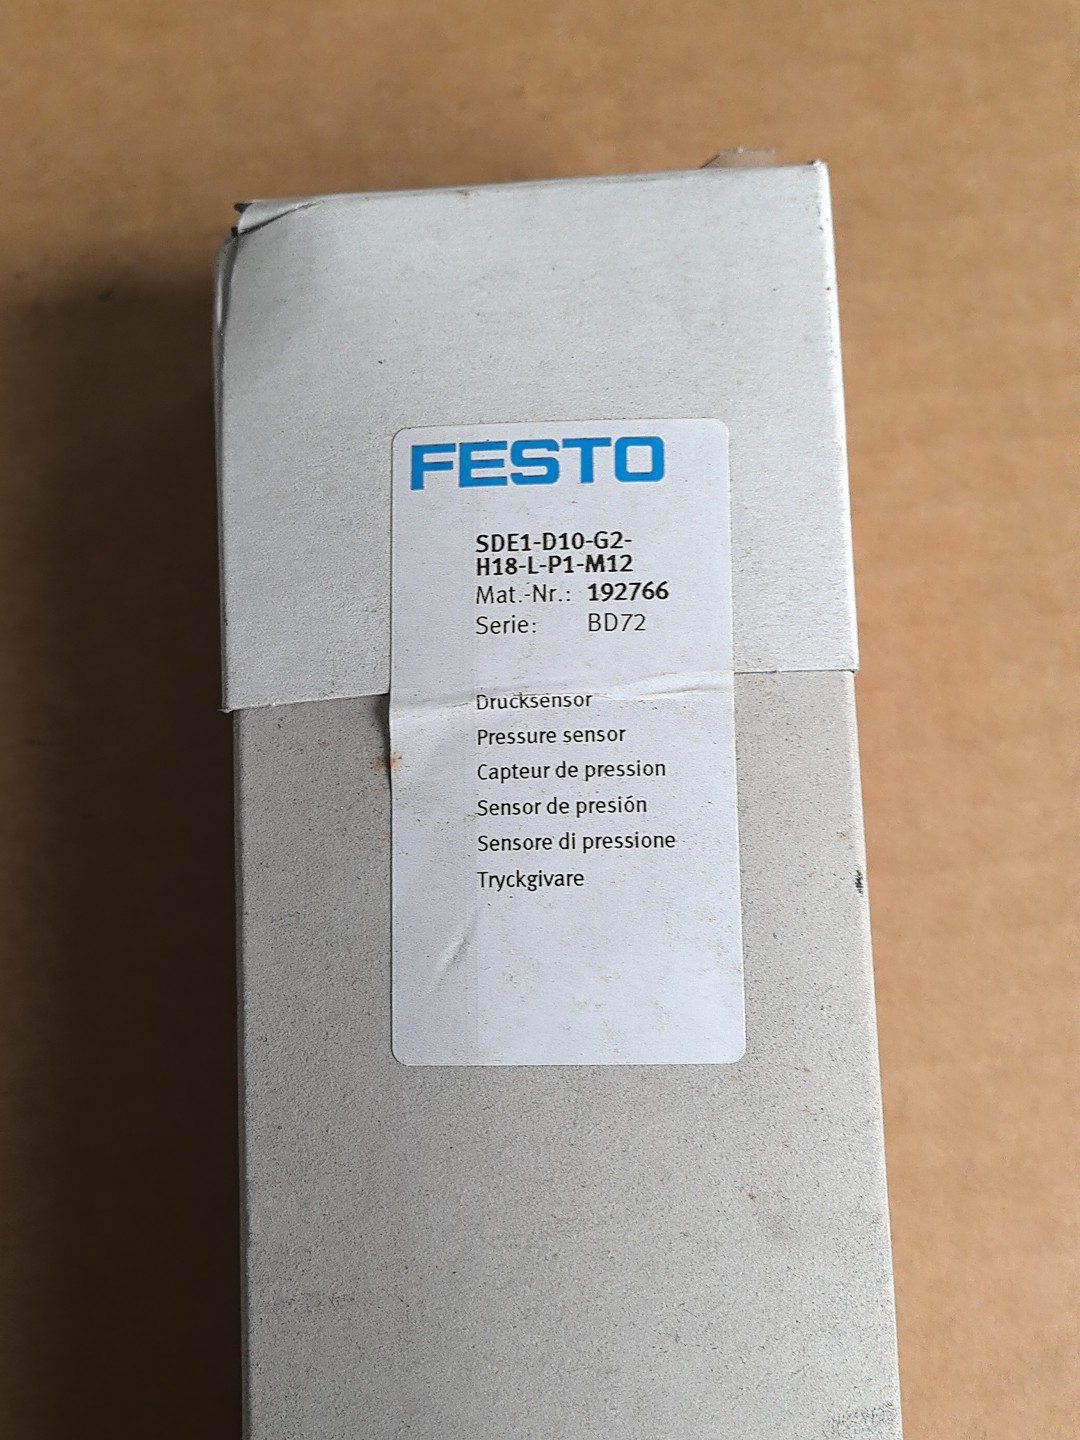 FESTO
SDE1-D10-G2-
H18-L-P1-M12
Mat.-Nr.: 192766
Serie: BD72
Drucksensor
Pressure sensor
Capteur de pression
Sensor de presión
Sensore di pressione
Tryckgivare